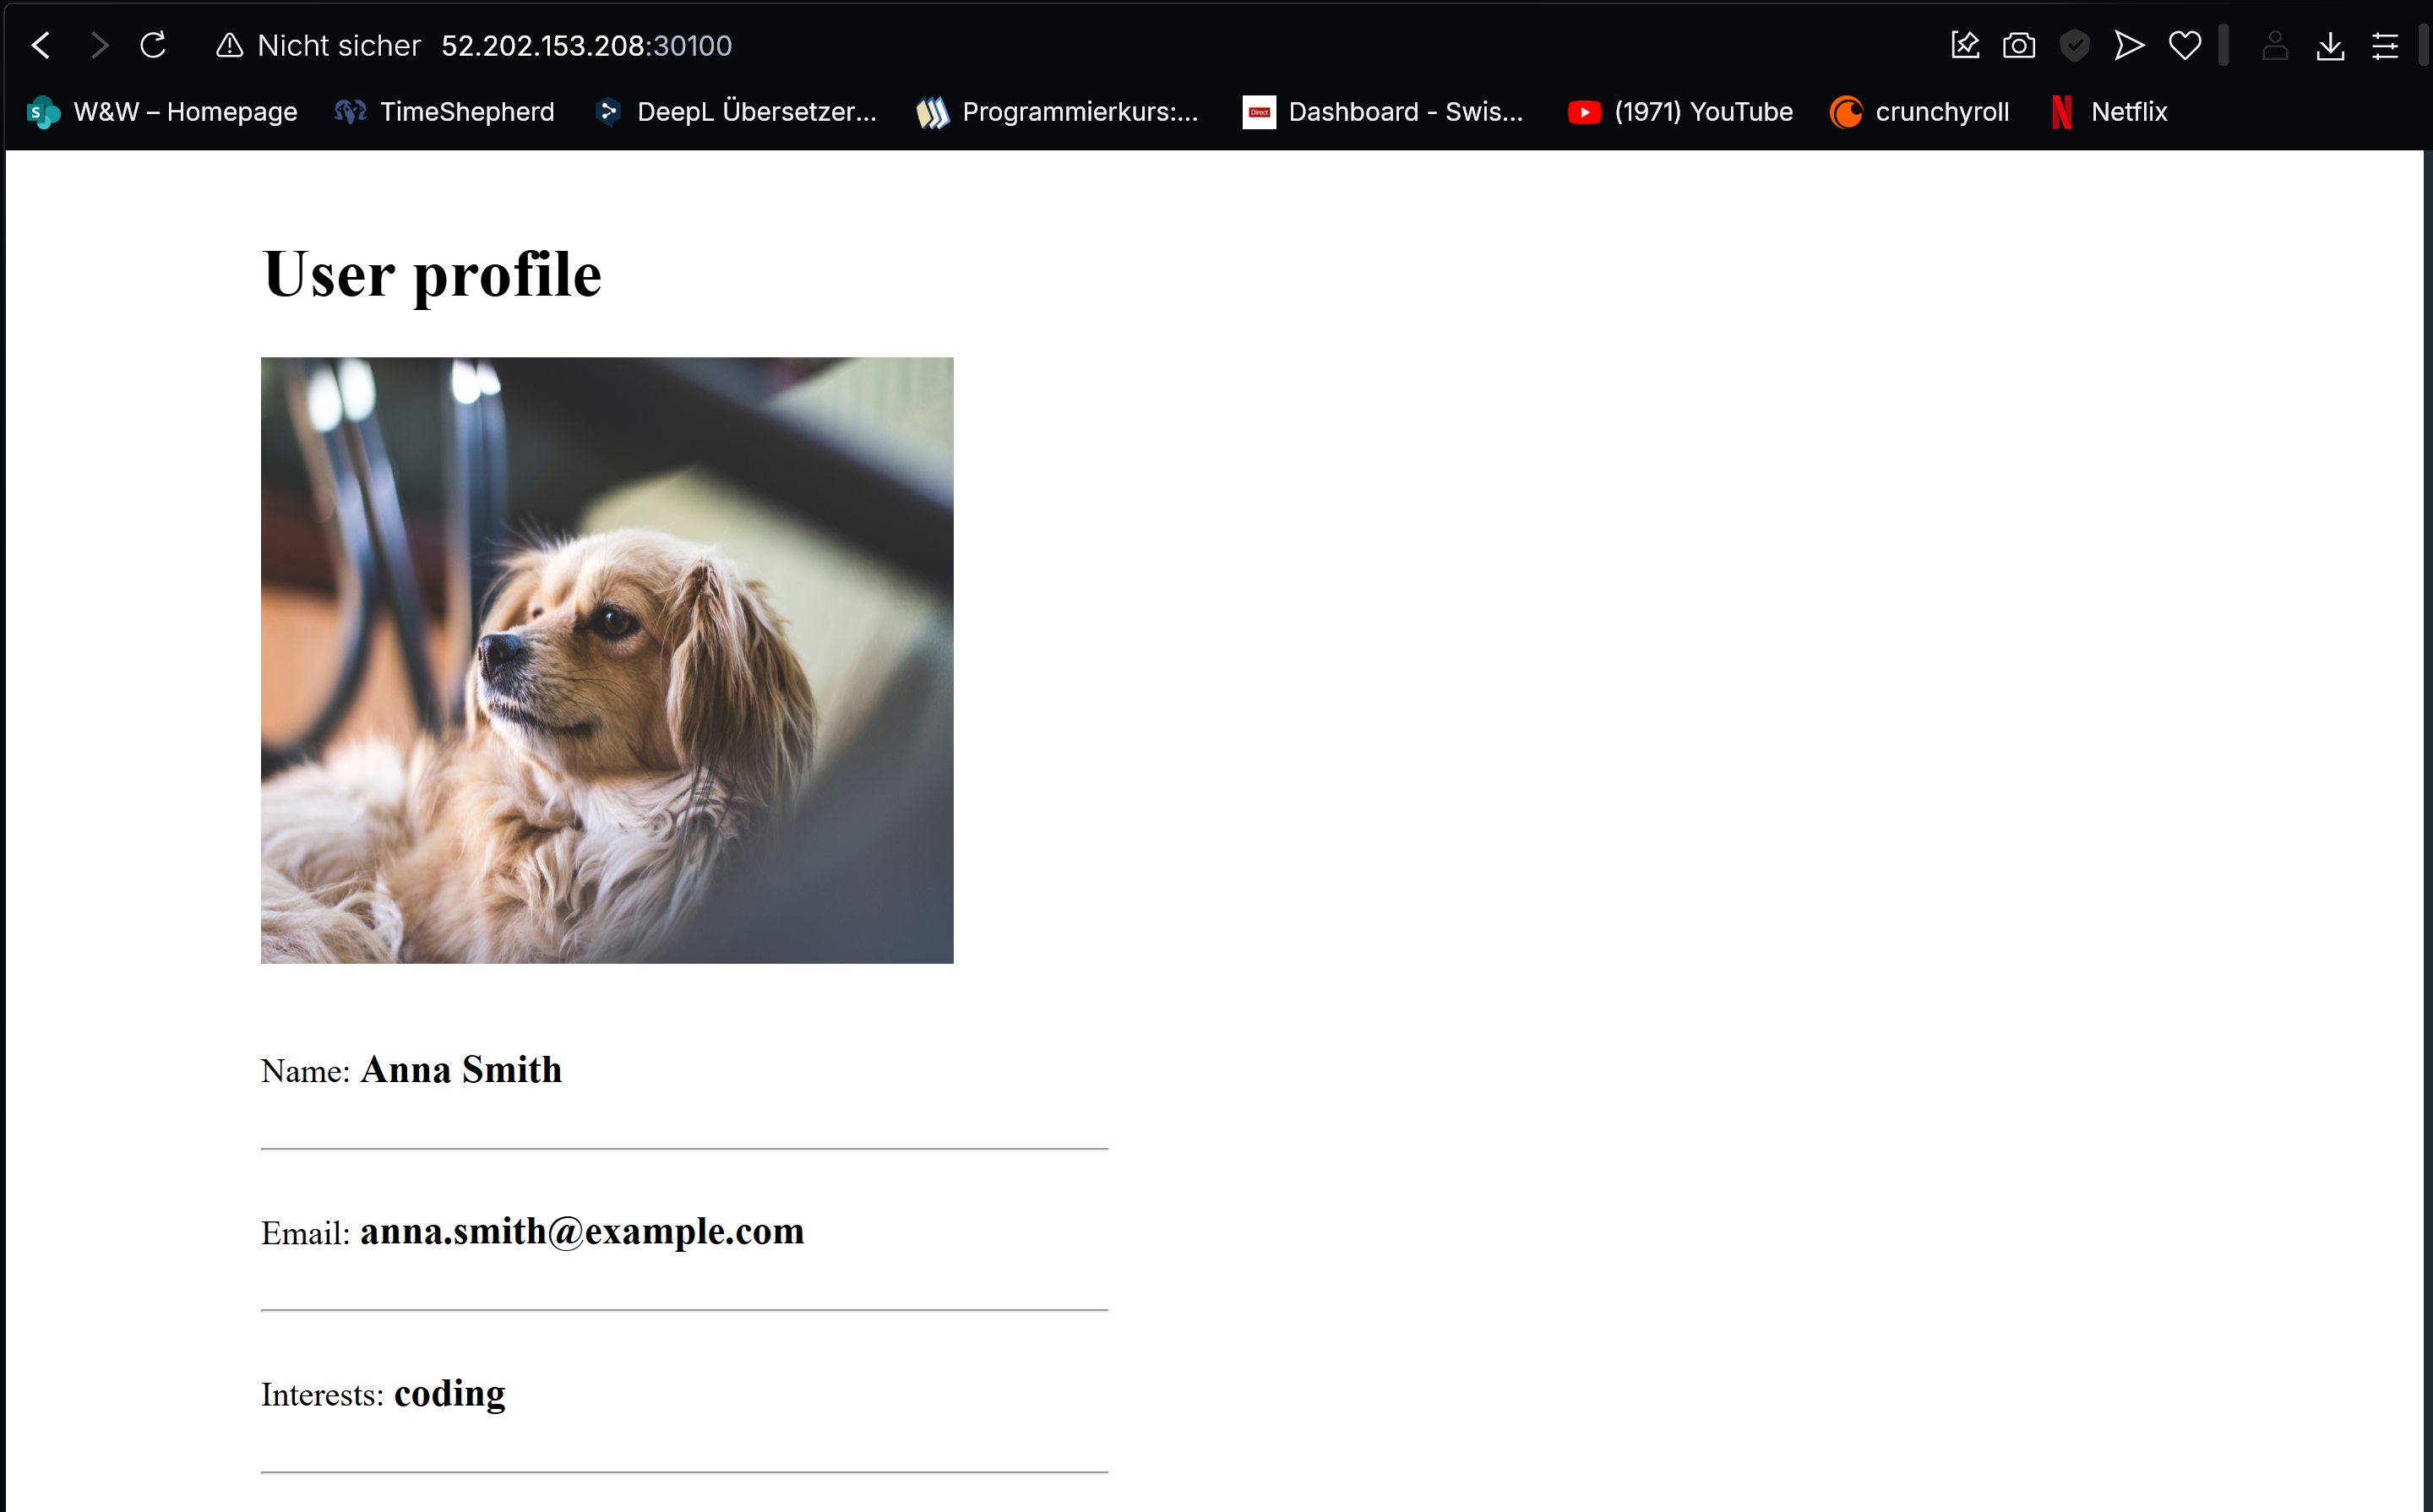 Nicht sicher 52.202.153.208:30100
W&W – Homepage TimeShepherd DeepL Übersetzer... Programmierkurs:... Direct Dashboard - Swis... (1971) YouTube crunchyroll Netflix
User profile
Name: Anna Smith
Email: anna.smith@example.com
Interests: coding